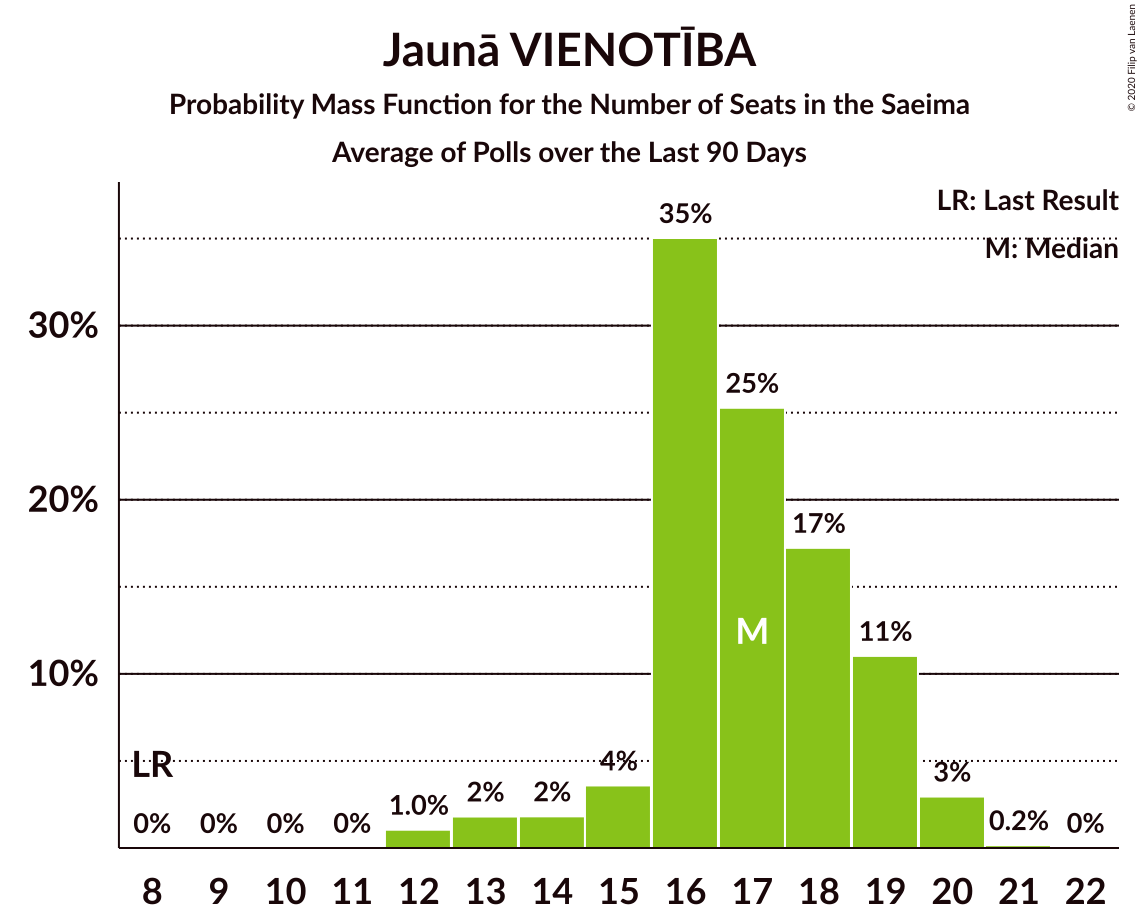 Jaunā VIENOTĪBA
Probability Mass Function for the Number of Seats in the Saeima
Average of Polls over the Last 90 Days
© 2020 Filip van Laenen
LR: Last Result
M: Median
35%
30%
25%
20%
17%
M
11%
10%
LR
4%
3%
2%
2%
1.0%
0%
0%
0%
0%
0.2%
0%
8 9 10 11 12 13 14 15 16 17 18 19 20 21 22